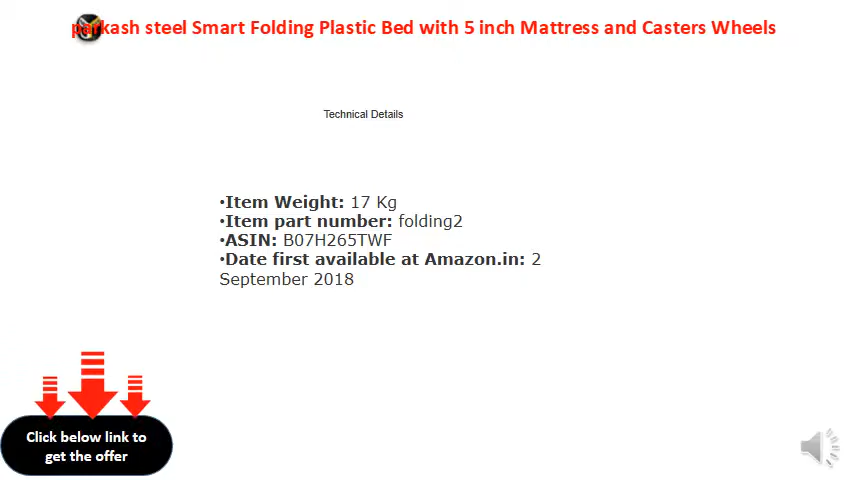 parkash steel Smart Folding Plastic Bed with 5 inch Mattress and Casters Wheels
Technical Details
•Item Weight: 17 Kg
•Item part number: folding2
•ASIN: B07H265TWF
•Date first available at Amazon.in: 2
September 2018
Click below link to
get the offer